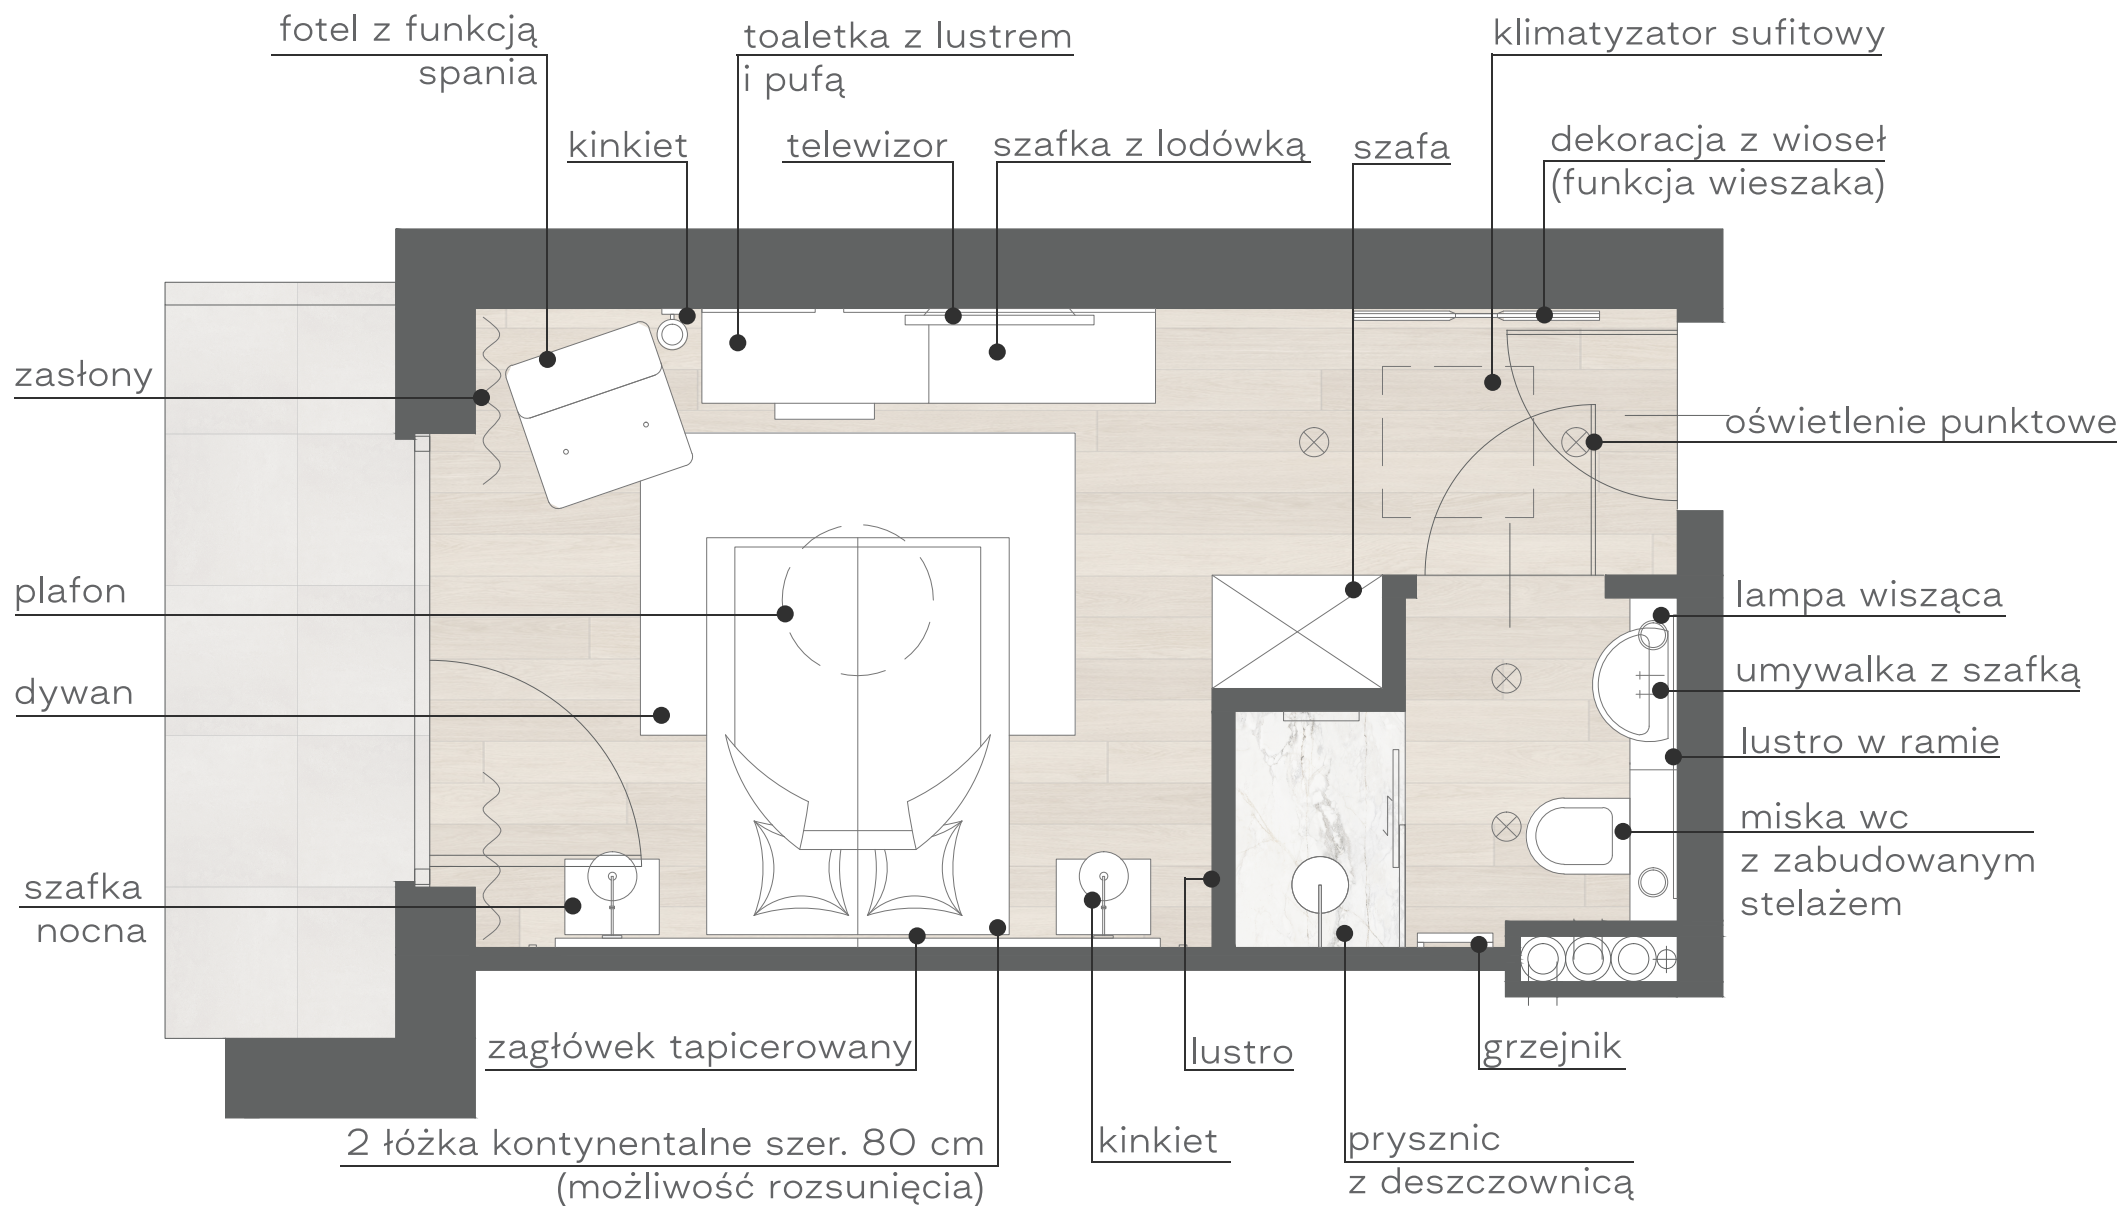 fotel z funkcją
spania
toaletka z lustrem
i pufą
klimatyzator sufitowy
kinkiet
telewizor
szafka z lodówką
szafa
dekoracja z wioseł
(funkcja wieszaka)
zasłony
oświetlenie punktowe
plafon
lampa wisząca
umywalka z szafką
dywan
lustro w ramie
miska wc
z zabudowanym
stelażem
szafka
nocna
zagłówek tapicerowany
lustro
grzejnik
2 łóżka kontynentalne szer. 80 cm
(możliwość rozsunięcia)
kinkiet
prysznic
z deszczownicą